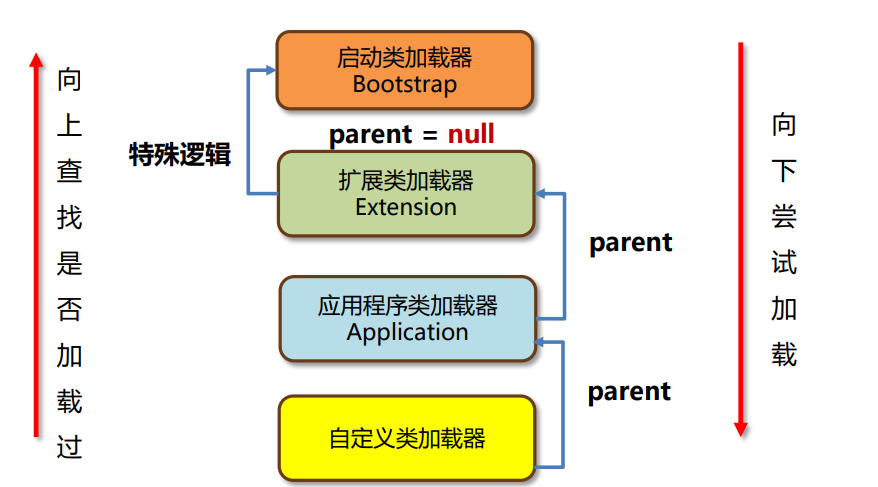 启动类加载器
Bootstrap
parent = null
特殊逻辑
扩展类加载器
Extension
parent
应用程序类加载器
Application
parent
自定义类加载器
向上查找是否加载过
向下尝试加载